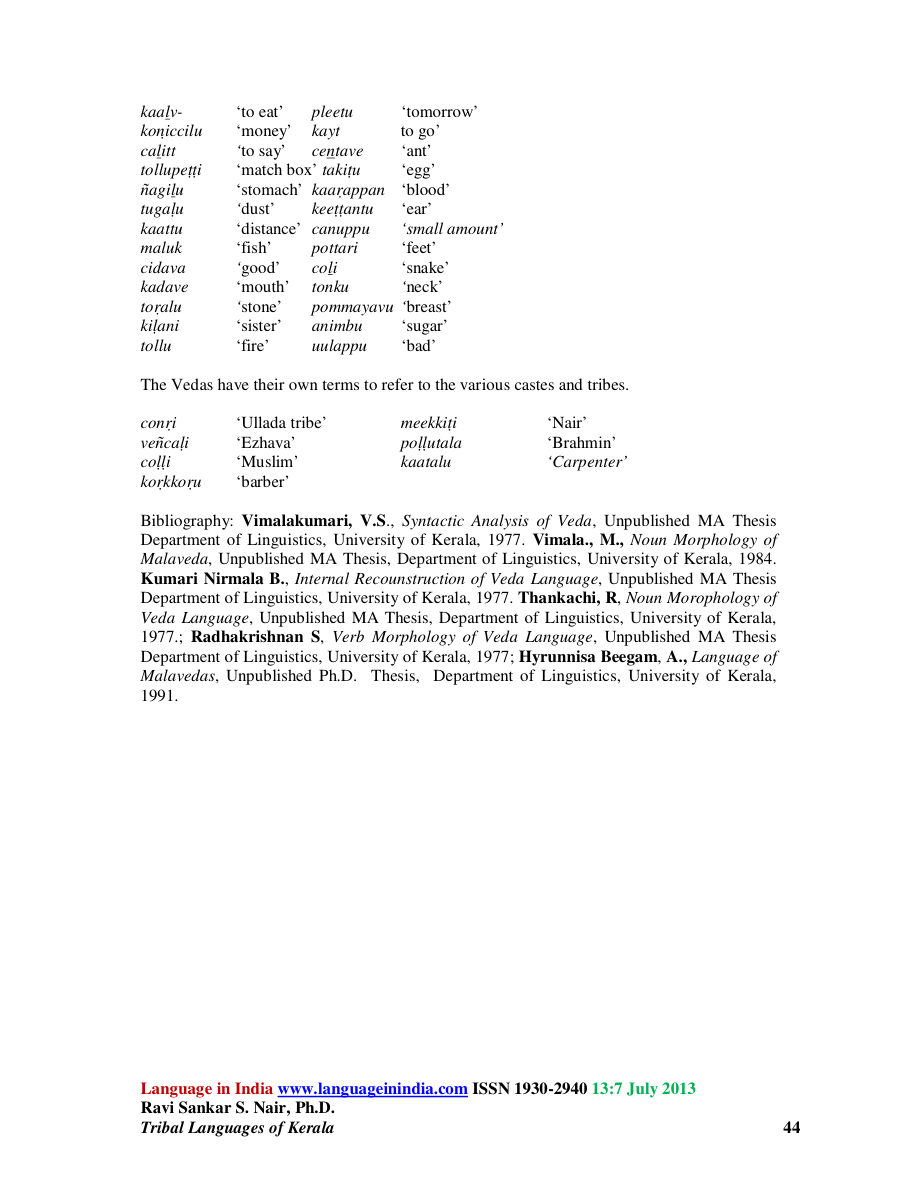 kaaḻv- ‘to eat’ pleetu ‘tomorrow’
koṇiccilu ‘money’ kayt to go’
caḻitt ‘to say’ ceṉtave ‘ant’
tollupeṭṭi ‘match box’ takiṭu ‘egg’
ñagiḻu ‘stomach’ kaaṛappan ‘blood’
tugaḷu ‘dust’ keeṭṭantu ‘ear’
kaattu ‘distance’ canuppu ‘small amount’
maluk ‘fish’ pottari ‘feet’
cidava ‘good’ coḻi ‘snake’
kadave ‘mouth’ tonku ‘neck’
toṛalu ‘stone’ pommayavu ‘breast’
kiḷani ‘sister’ animbu ‘sugar’
tollu ‘fire’ uulappu ‘bad’
The Vedas have their own terms to refer to the various castes and tribes.
conṛi ‘Ullada tribe’ meekkiṭi ‘Nair’
veñcaḷi ‘Ezhava’ poḷḷutala ‘Brahmin’
coḷḷi ‘Muslim’ kaatalu ‘Carpenter’
koṛkkoṛu ‘barber’
Bibliography: Vimalakumari, V.S., Syntactic Analysis of Veda, Unpublished MA Thesis
Department of Linguistics, University of Kerala, 1977. Vimala., M., Noun Morphology of
Malaveda, Unpublished MA Thesis, Department of Linguistics, University of Kerala, 1984.
Kumari Nirmala B., Internal Recounstruction of Veda Language, Unpublished MA Thesis
Department of Linguistics, University of Kerala, 1977. Thankachi, R, Noun Morophology of
Veda Language, Unpublished MA Thesis, Department of Linguistics, University of Kerala,
1977.; Radhakrishnan S, Verb Morphology of Veda Language, Unpublished MA Thesis
Department of Linguistics, University of Kerala, 1977; Hyrunnisa Beegam, A., Language of
Malavedas, Unpublished Ph.D. Thesis, Department of Linguistics, University of Kerala,
1991.
Language in India www.languageinindia.com ISSN 1930-2940 13:7 July 2013
Ravi Sankar S. Nair, Ph.D.
Tribal Languages of Kerala 44